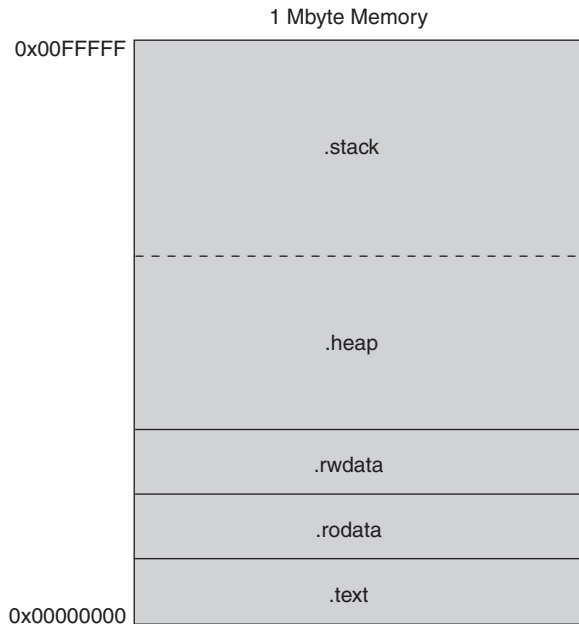 1 Mbyte Memory
0x00FFFFF
.stack
.heap
.rwdata
.rodata
.text
0x00000000